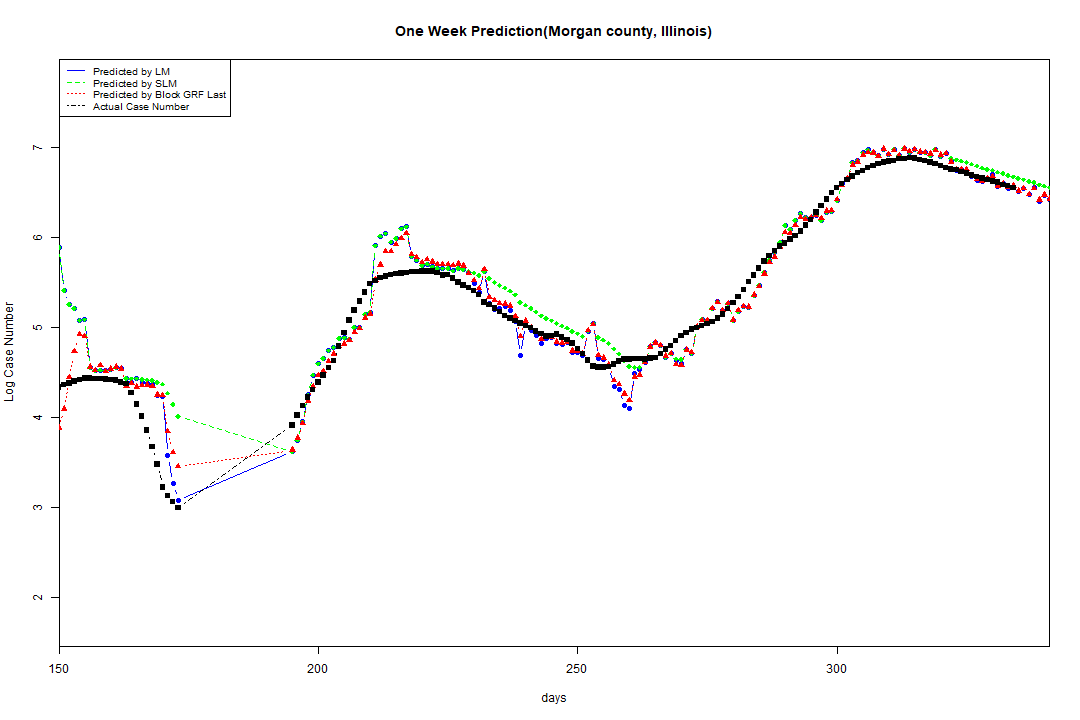 One Week Prediction(Morgan county, Illinois)
Predicted by LM
Predicted by SLM
Predicted by Block GRF Last
Actual Case Number
Log Case Number
7
6
5
4
3
2
150
200
250
300
days